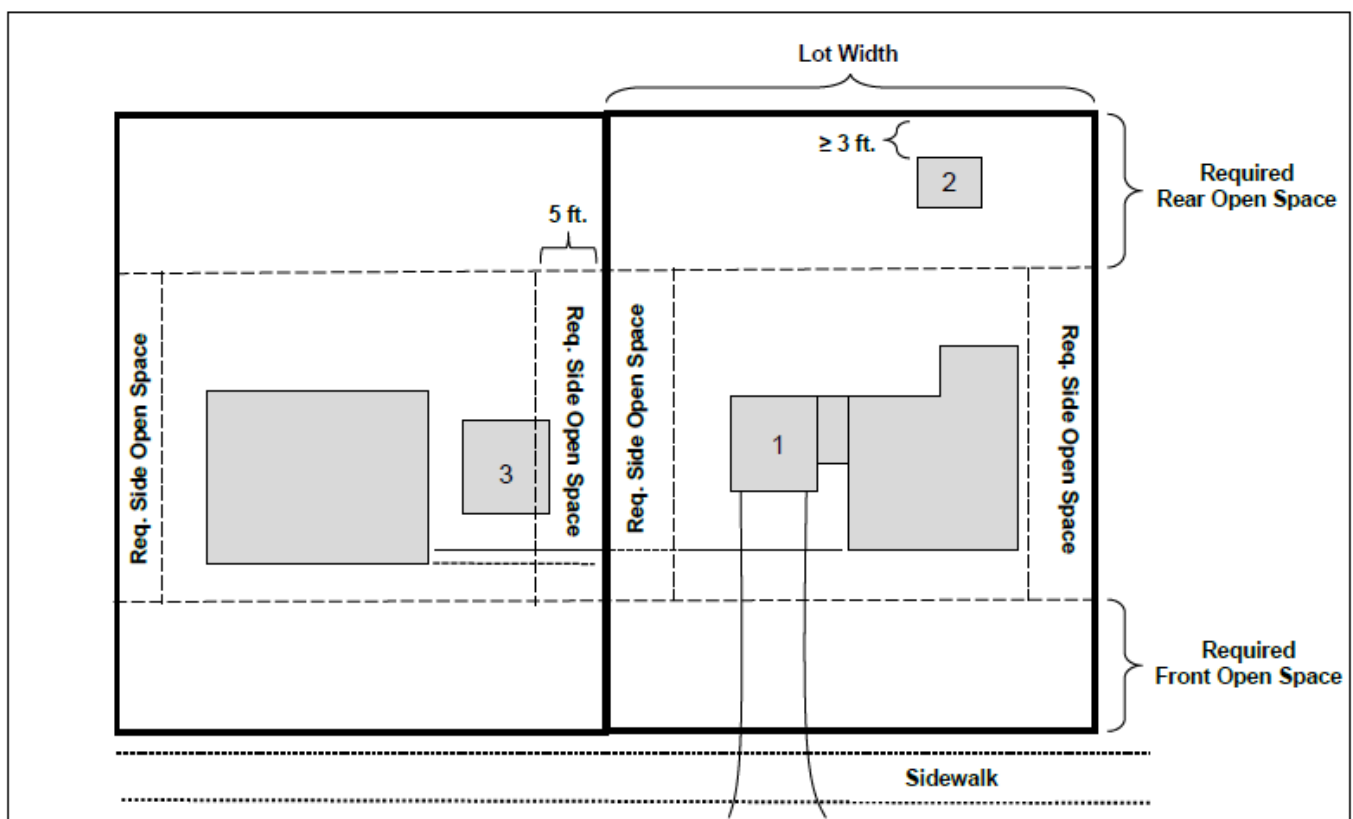 Lot Width
≥ 3 ft.
2
Required
Rear Open Space
5 ft.
Req. Side Open Space
Req. Side Open Space
Req. Side Open Space
Req. Side Open Space
3
1
Required
Front Open Space
Sidewalk